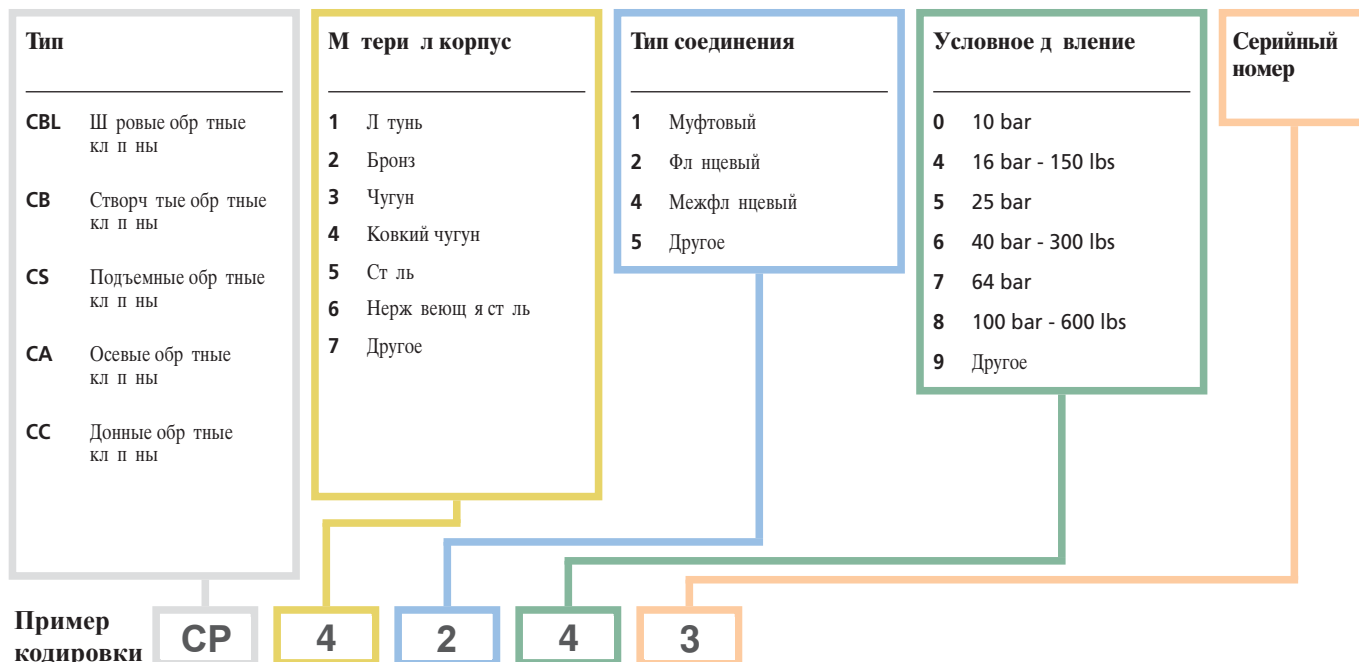 Тип
CBL Ш ровые обр тные
кл п ны
CB Створч тые обр тные
кл п ны
CS Подъемные обр тные
кл п ны
CA Осевые обр тные
кл п ны
CC Донные обр тные
кл п ны
М тери л корпус
1 Л тунь
2 Бронз
3 Чугун
4 Ковкий чугун
5 Ст ль
6 Нерж веющ я ст ль
7 Другое
Тип соединения
1 Муфтовый
2 Фл нцевый
4 Межфл нцевый
5 Другое
Условное д вление
0 10 bar
4 16 bar - 150 lbs
5 25 bar
6 40 bar - 300 lbs
7 64 bar
8 100 bar - 600 lbs
9 Другое
Серийный
номер
Пример
кодировки
CP 4 2 4 3